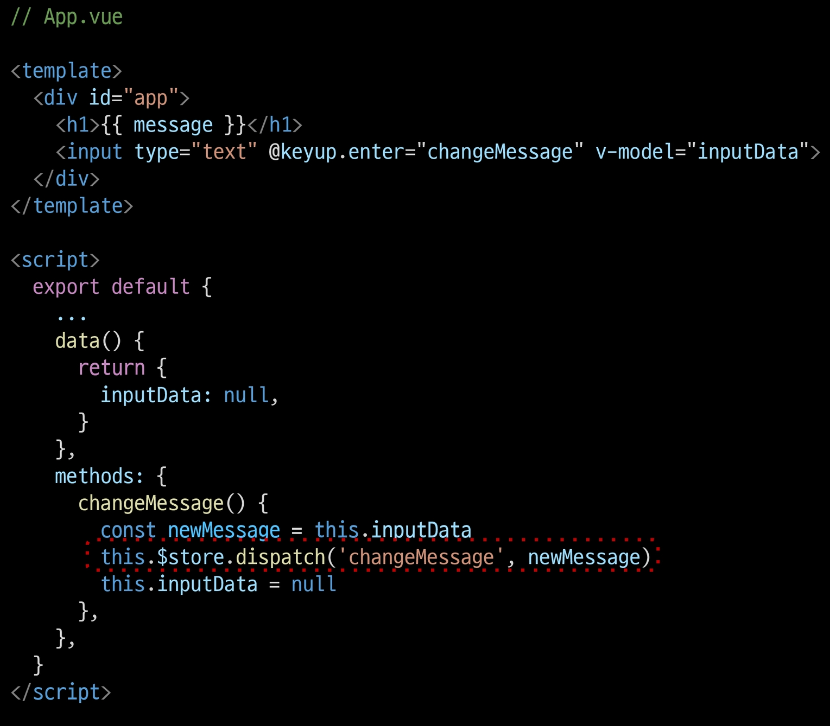 // App.vue
<template>
<div id="app">
<h1>{{ message }}</h1>
<input type="text" @keyup.enter="changeMessage" v-model="inputData">
</div>
</template>
<script>
export default {
...
data() {
return {
inputData: null,
}
},
methods: {
changeMessage() {
const newMessage = this.inputData
this.$store.dispatch('changeMessage', newMessage)
this.inputData = null
},
},
}
</script>